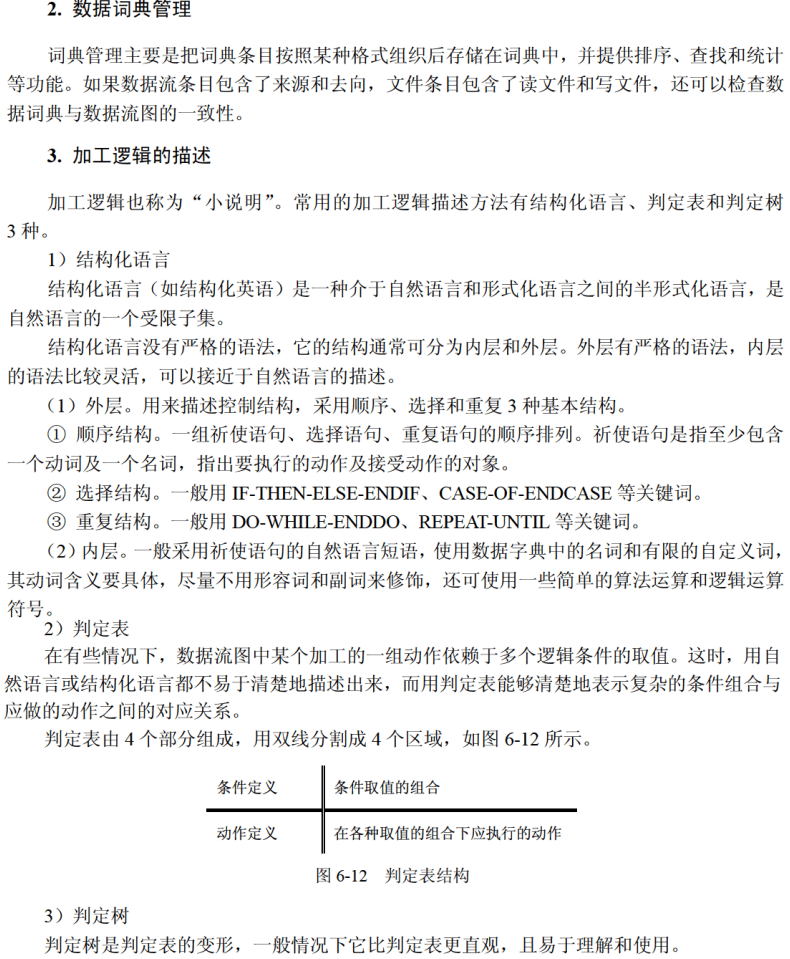 2. 数据词典管理
词典管理主要是把词典条目按照某种格式组织后存储在词典中，并提供排序、查找和统计
等功能。如果数据流条目包含了来源和去向，文件条目包含了读文件和写文件，还可以检查数
据词典与数据流图的一致性。
3. 加工逻辑的描述
加工逻辑也称为“小说明”。常用的加工逻辑描述方法有结构化语言、判定表和判定树
3 种。
1）结构化语言
结构化语言（如结构化英语）是一种介于自然语言和形式化语言之间的半形式化语言，是
自然语言的一个受限子集。
结构化语言没有严格的语法，它的结构通常可分为内层和外层。外层有严格的语法，内层
的语法比较灵活，可以接近于自然语言的描述。
（1）外层。用来描述控制结构，采用顺序、选择和重复 3 种基本结构。
① 顺序结构。一组祈使语句、选择语句、重复语句的顺序排列。祈使语句是指至少包含
一个动词及一个名词，指出要执行的动作及接受动作的对象。
② 选择结构。一般用 IF-THEN-ELSE-ENDIF、CASE-OF-ENDCASE 等关键词。
③ 重复结构。一般用 DO-WHILE-ENDDO、REPEAT-UNTIL 等关键词。
（2）内层。一般采用祈使语句的自然语言短语，使用数据字典中的名词和有限的自定义词，
其动词含义要具体，尽量不用形容词和副词来修饰，还可使用一些简单的算法运算和逻辑运算
符号。
2）判定表
在有些情况下，数据流图中某个加工的一组动作依赖于多个逻辑条件的取值。这时，用自
然语言或结构化语言都不易于清楚地描述出来，而用判定表能够清楚地表示复杂的条件组合与
应做的动作之间的对应关系。
判定表由 4 个部分组成，用双线分割成 4 个区域，如图 6-12 所示。
条件定义 条件取值的组合
动作定义 在各种取值的组合下应执行的动作
图 6-12 判定表结构
3）判定树
判定树是判定表的变形，一般情况下它比判定表更直观，且易于理解和使用。